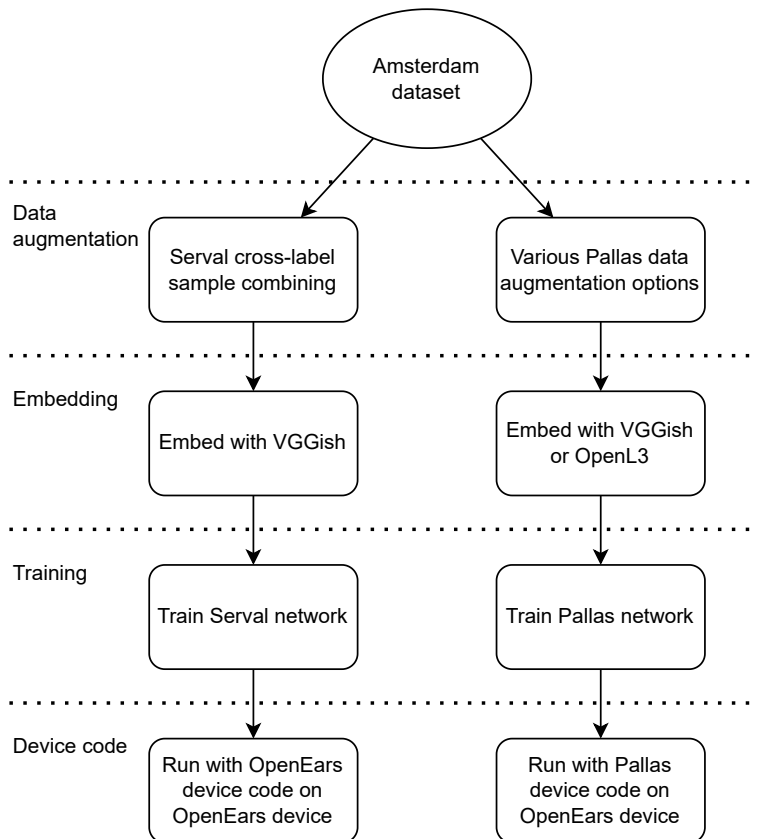 Amsterdam
dataset
Data
augmentation
Serval cross-label
sample combining
Various Pallas data
augmentation options
Embedding
Embed with VGGish
Embed with VGGish
or OpenL3
Training
Train Serval network
Train Pallas network
Device code
Run with OpenEars
device code on
OpenEars device
Run with Pallas
device code on
OpenEars device